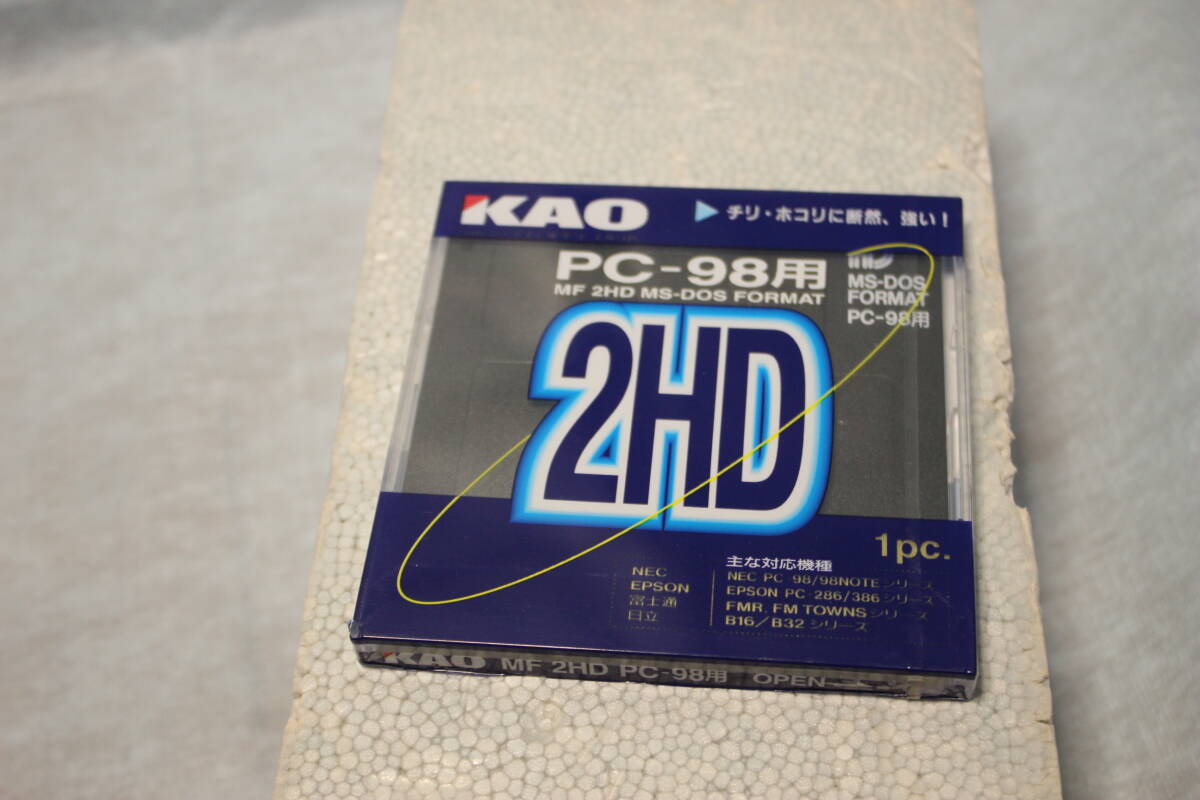 KAO
チリ・ホコリに断然、強い!
PC-98用
MF 2HD MS-DOS FORMAT
MS-DOS
FORMAT
PC-98用
2HD
1pc.
主な対応機種
NEC NEC PC-98/98NOTEシリーズ
EPSON EPSON PC-286/386シリーズ
富士通 FMR. FM TOWNSシリーズ
日立 B16/B32シリーズ
KAO MF 2HD PC-98用 OPEN